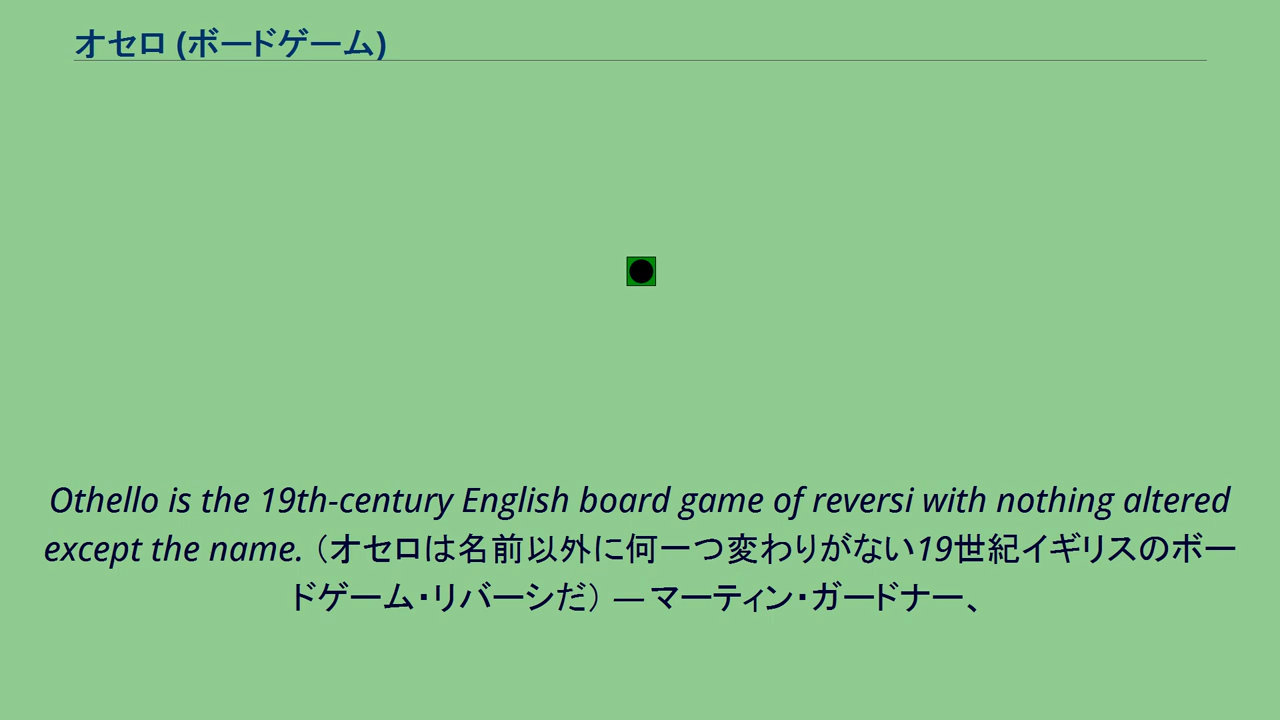 オセロ (ボードゲーム)
Othello is the 19th-century English board game of reversi with nothing altered
except the name. （オセロは名前以外に何一つ変わりがない19世紀イギリスのボー
ドゲーム・リバーシだ） — マーティン・ガードナー、